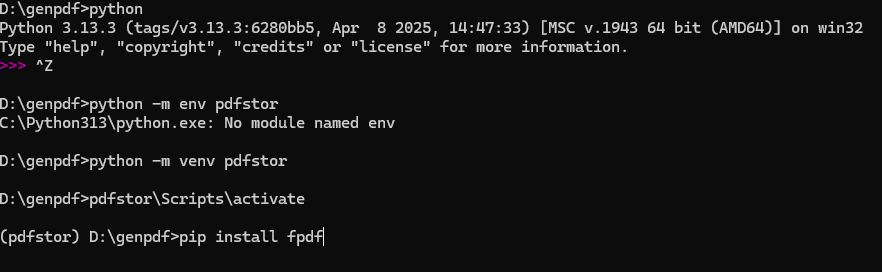 D:\genpdf>python
Python 3.13.3 (tags/v3.13.3:6280bb5, Apr  8 2025, 14:47:33) [MSC v.1943 64 bit (AMD64)] on win32
Type "help", "copyright", "credits" or "license" for more information.
>>> ^Z
D:\genpdf>python -m env pdfstor
C:\Python313\python.exe: No module named env
D:\genpdf>python -m venv pdfstor
D:\genpdf>pdfstor\Scripts\activate
(pdfstor) D:\genpdf>pip install fpdf